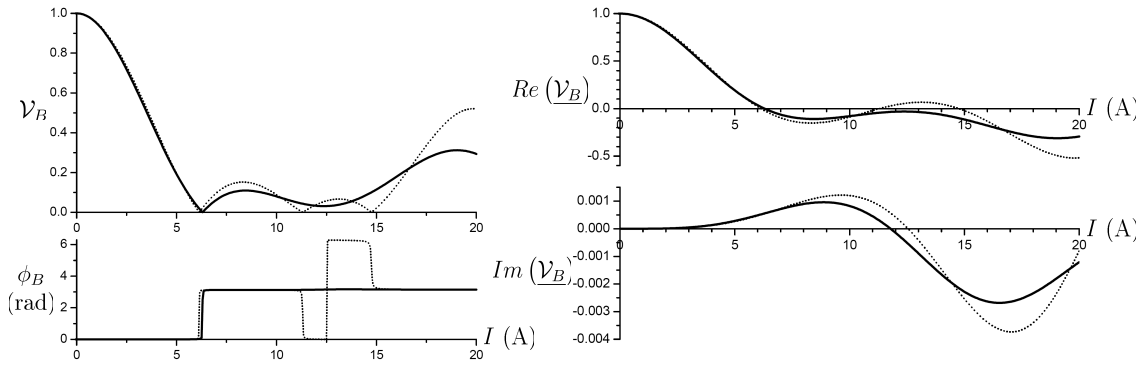 1.0
0.8
0.6
0.4
0.2
0.0
𝒱_B
0 5 10 15 20
6
4
2
0
ϕ_B
(rad)
I (A)
0 5 10 15 20
1.0
0.5
0.0
-0.5
Re (𝒱_B)
I (A)
0 5 10 15 20
0.001
0.000
-0.001
-0.002
-0.003
-0.004
Im (𝒱_B)
I (A)
0 5 10 15 20